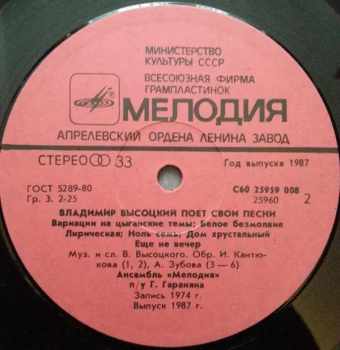 МИНИСТЕРСТВО
КУЛЬТУРЫ СССР
ВСЕСОЮЗНАЯ ФИРМА
ГРАМПЛАСТИНОК
МЕЛОДИЯ
АПРЕЛЕВСКИЙ ОРДЕНА ЛЕНИНА ЗАВОД
СТЕРЕО 33
Год выпуска 1987
ГОСТ 5289-80
Гр. 3. 2-25
С60 25959 008
25960
2
ВЛАДИМИР ВЫСОЦКИЙ ПОЕТ СВОИ ПЕСНИ
Вариации на цыганские темы; Белое безмолвие
Лирическая; Ноль семь; Дом хрустальный
Еще не вечер
Муз. и сл. В. Высоцкого. Обр. И. Кантю-
кова (1, 2), А. Зубова (3—6)
Ансамбль «Мелодия»
п/у Г. Гараняна
Запись 1974 г.
Выпуск 1987 г.